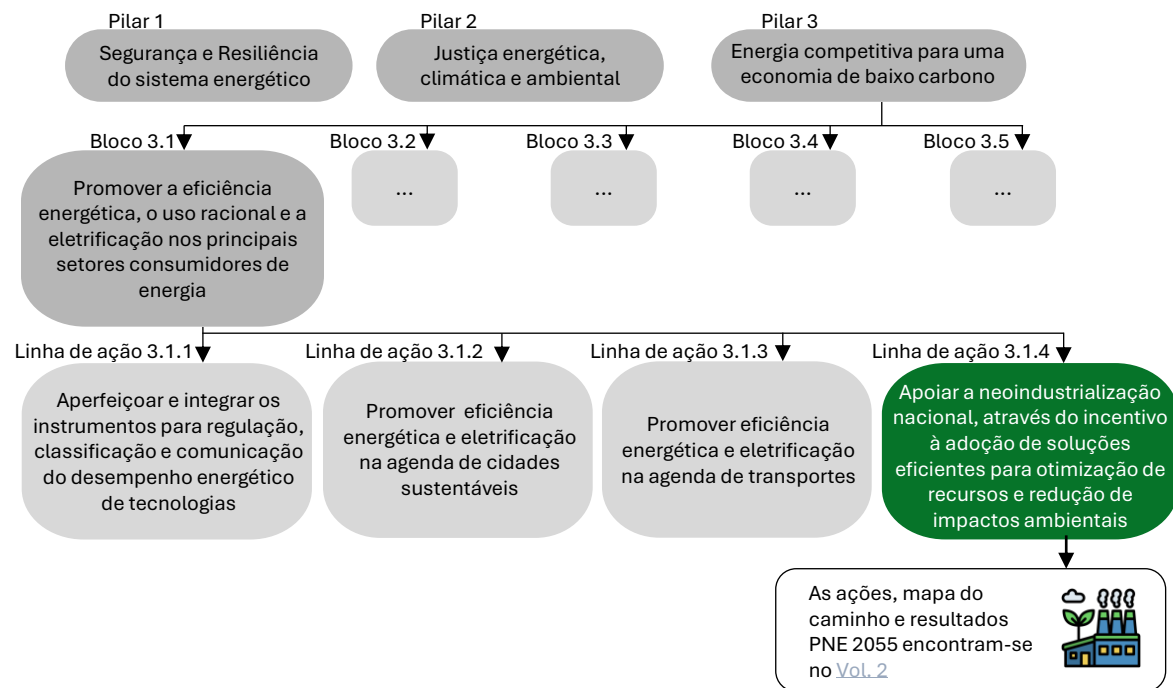 Pilar 1
Segurança e Resiliência
do sistema energético
Pilar 2
Justiça energética,
climática e ambiental
Pilar 3
Energia competitiva para uma
economia de baixo carbono
Bloco 3.1
Promover a eficiência
energética, o uso racional e a
eletrificação nos principais
setores consumidores de
energia
Bloco 3.2
...
Bloco 3.3
...
Bloco 3.4
...
Bloco 3.5
...
Linha de ação 3.1.1
Aperfeiçoar e integrar os
instrumentos para regulação,
classificação e comunicação
do desempenho energético
de tecnologias
Linha de ação 3.1.2
Promover eficiência
energética e eletrificação
na agenda de cidades
sustentáveis
Linha de ação 3.1.3
Promover eficiência
energética e eletrificação
na agenda de transportes
Linha de ação 3.1.4
Apoiar a neoindustrialização
nacional, através do incentivo
à adoção de soluções
eficientes para otimização de
recursos e redução de
impactos ambientais
As ações, mapa do
caminho e resultados
PNE 2055 encontram-se
no Vol. 2